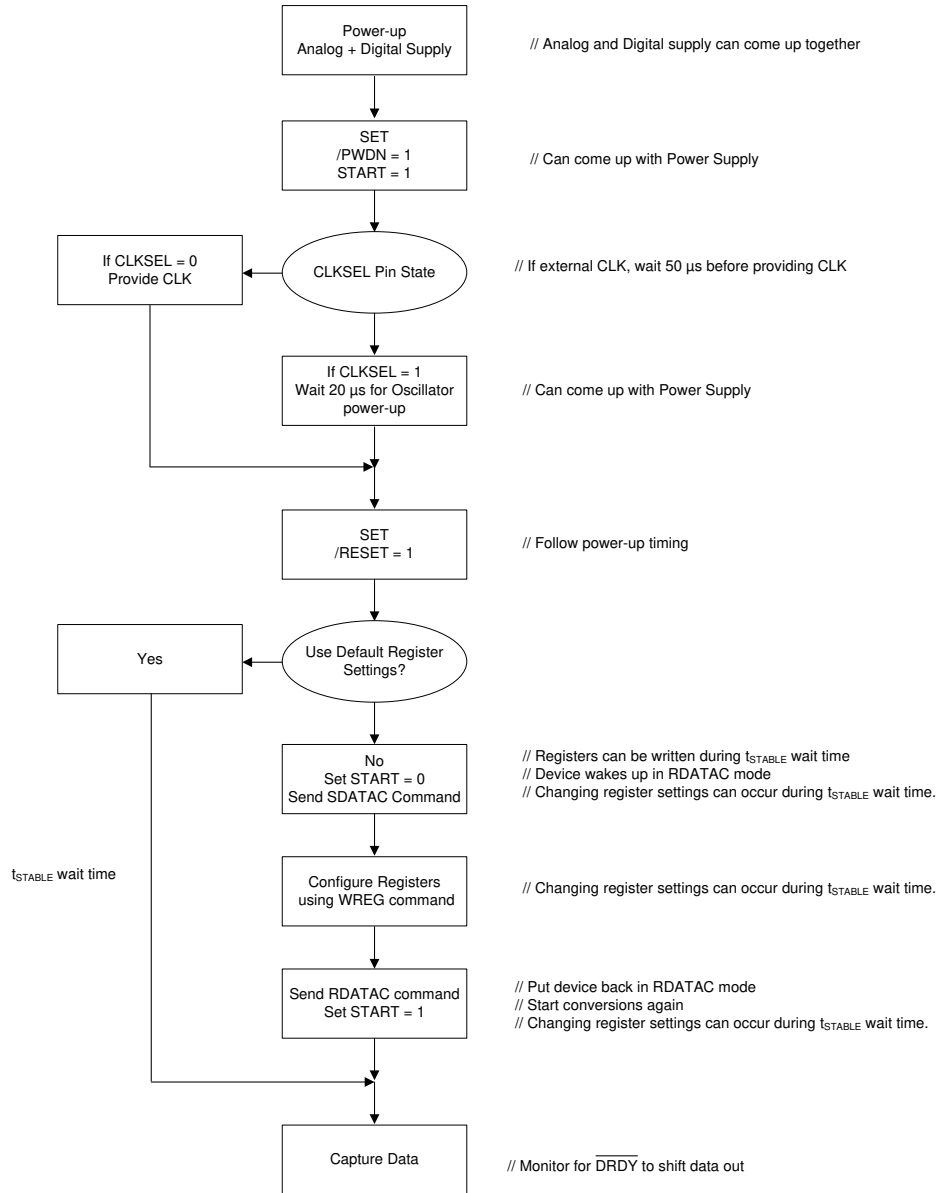 Power-up
Analog + Digital Supply
// Analog and Digital supply can come up together
SET
/PWDN = 1
START = 1
// Can come up with Power Supply
If CLKSEL = 0
Provide CLK
CLKSEL Pin State
// If external CLK, wait 50 µs before providing CLK
If CLKSEL = 1
Wait 20 µs for Oscillator
power-up
// Can come up with Power Supply
SET
/RESET = 1
// Follow power-up timing
Yes
Use Default Register
Settings?
No
Set START = 0
Send SDATAC Command
// Registers can be written during tSTABLE wait time
// Device wakes up in RDATAC mode
// Changing register settings can occur during tSTABLE wait time.
tSTABLE wait time
Configure Registers
using WREG command
// Changing register settings can occur during tSTABLE wait time.
Send RDATAC command
Set START = 1
// Put device back in RDATAC mode
// Start conversions again
// Changing register settings can occur during tSTABLE wait time.
Capture Data
// Monitor for DRDY to shift data out